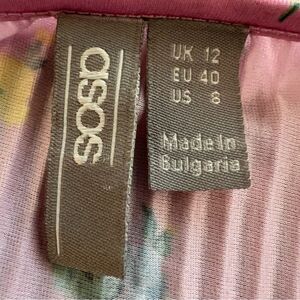 asos
UK 12
EU 40
US 8
Made in
Bulgaria